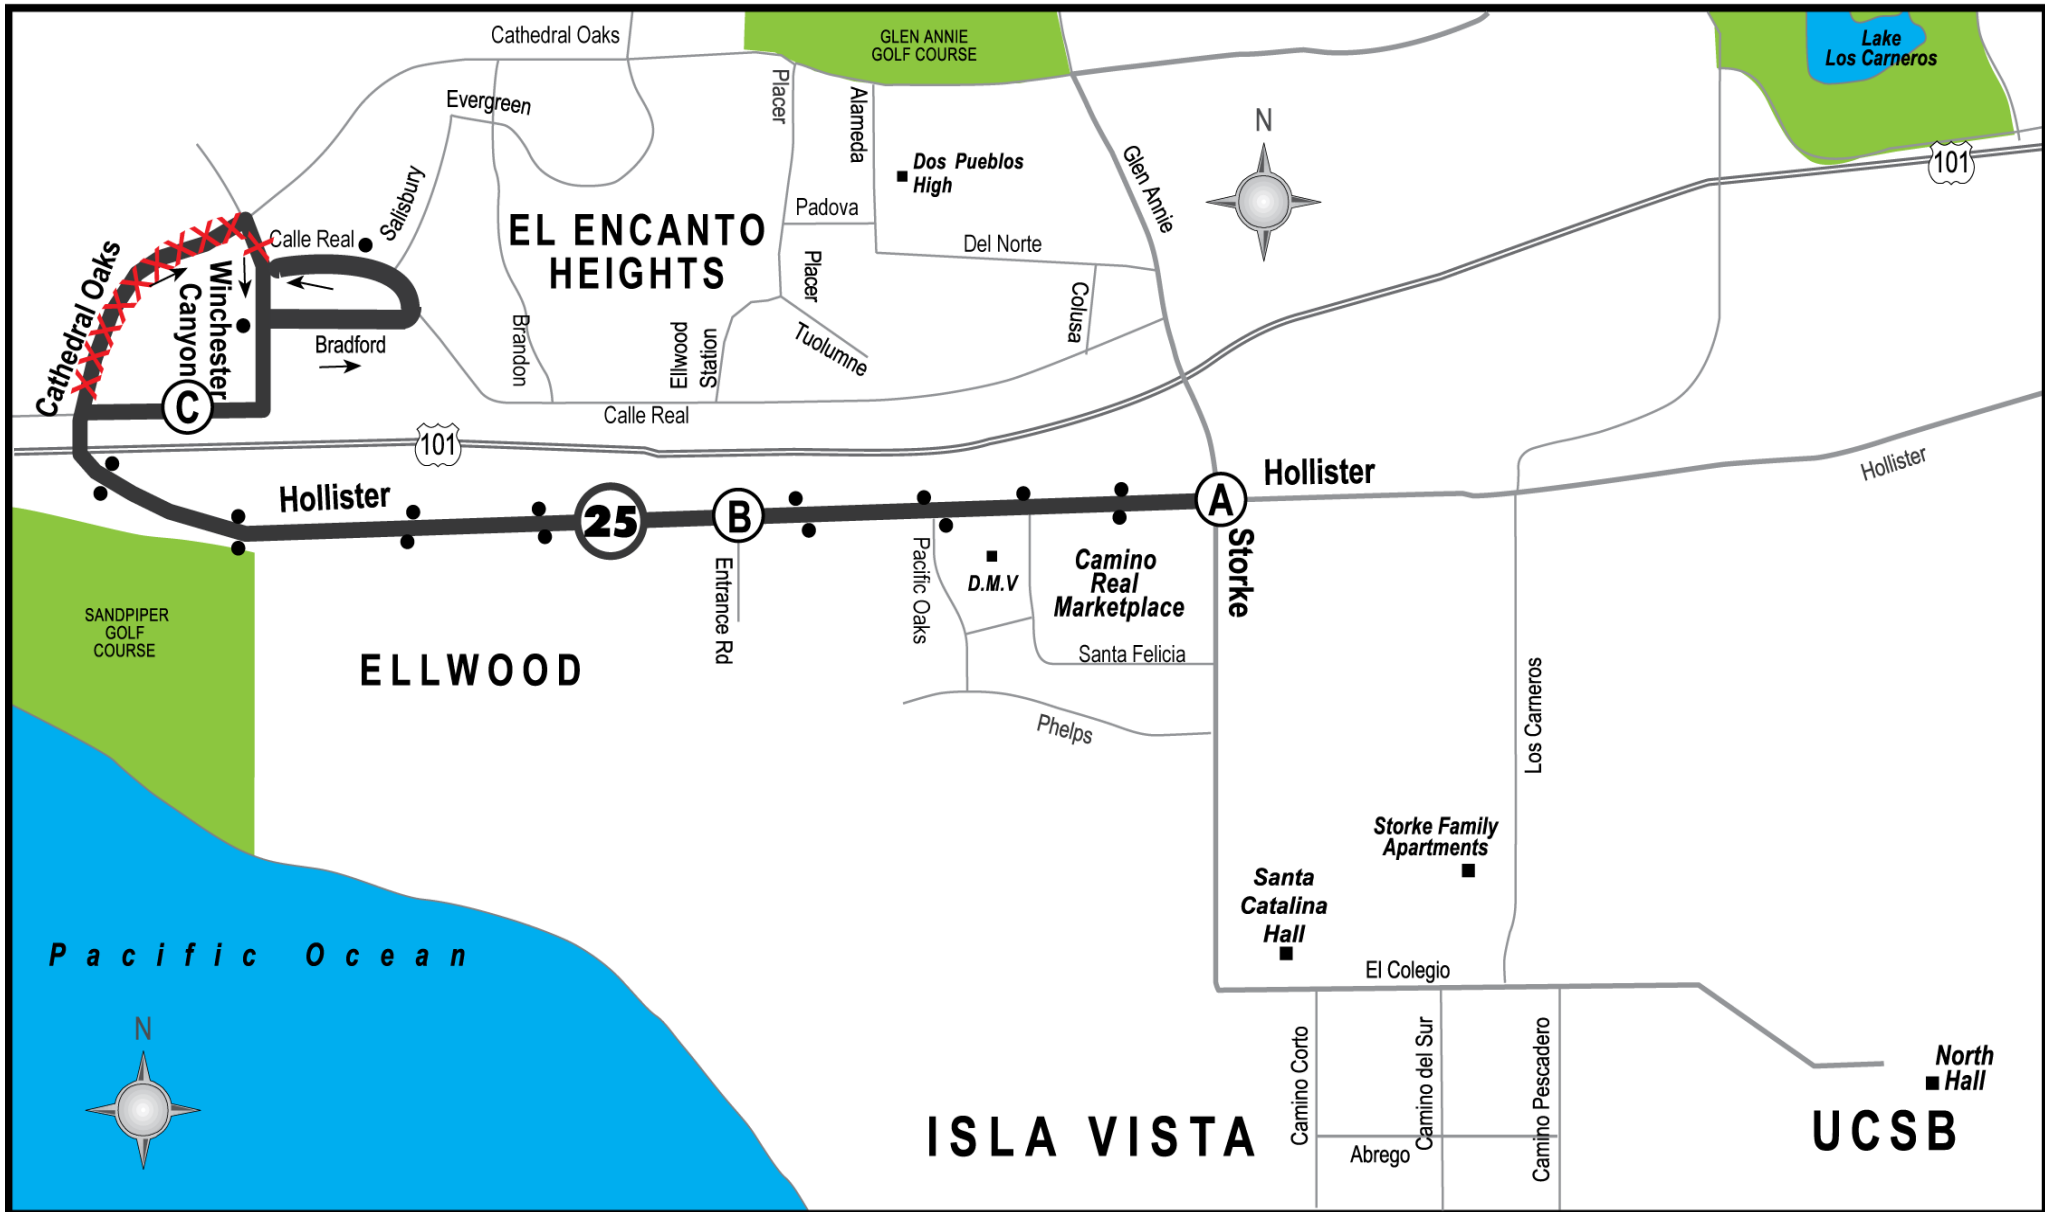 Cathedral Oaks
GLEN ANNIE
GOLF COURSE
Lake
Los Carneros
Evergreen
Placer
Alameda
N
Dos Pueblos
High
Glen Annie
101
Salisbury
Padova
EL ENCANTO
HEIGHTS
Calle Real
Del Norte
Cathedral Oaks
Winchester
Canyon
Placer
Colusa
Bradford
Brandon
Ellwood
Station
Tuolumne
C
Calle Real
101
Hollister
Hollister
Hollister
25
B
A
Storke
Entrance Rd
Pacific Oaks
D.M.V
Camino
Real
Marketplace
SANDPIPER
GOLF
COURSE
ELLWOOD
Santa Felicia
Phelps
Los Carneros
Storke Family
Apartments
Santa
Catalina
Hall
Pacific Ocean
El Colegio
N
Camino Corto
Camino del Sur
Camino Pescadero
North
Hall
ISLA VISTA
Abrego
UCSB